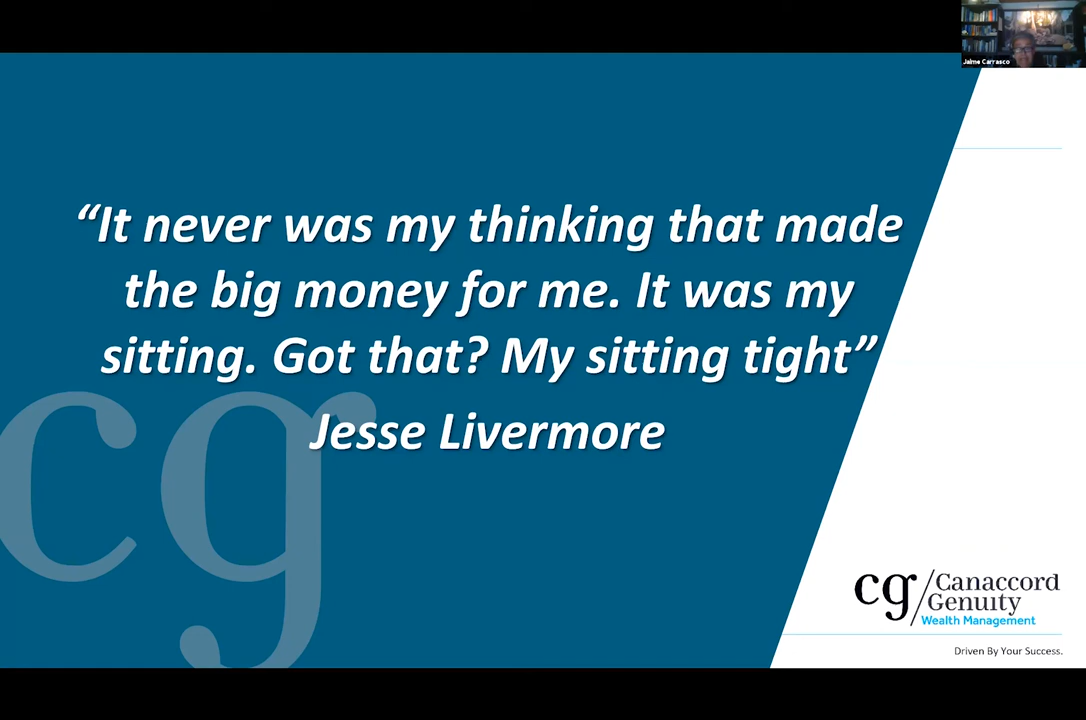 Jaime Carrasco
“It never was my thinking that made
the big money for me. It was my
sitting. Got that? My sitting tight”
Jesse Livermore
cg
cg/Canaccord
Genuity
Wealth Management
Driven By Your Success.